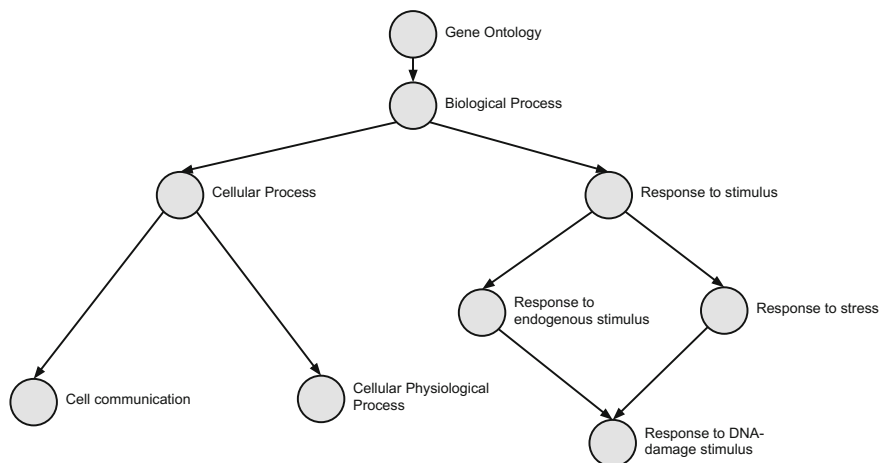 Gene Ontology
Biological Process
Cellular Process
Response to stimulus
Response to
endogenous stimulus
Response to stress
Cell communication
Cellular Physiological
Process
Response to DNA-
damage stimulus